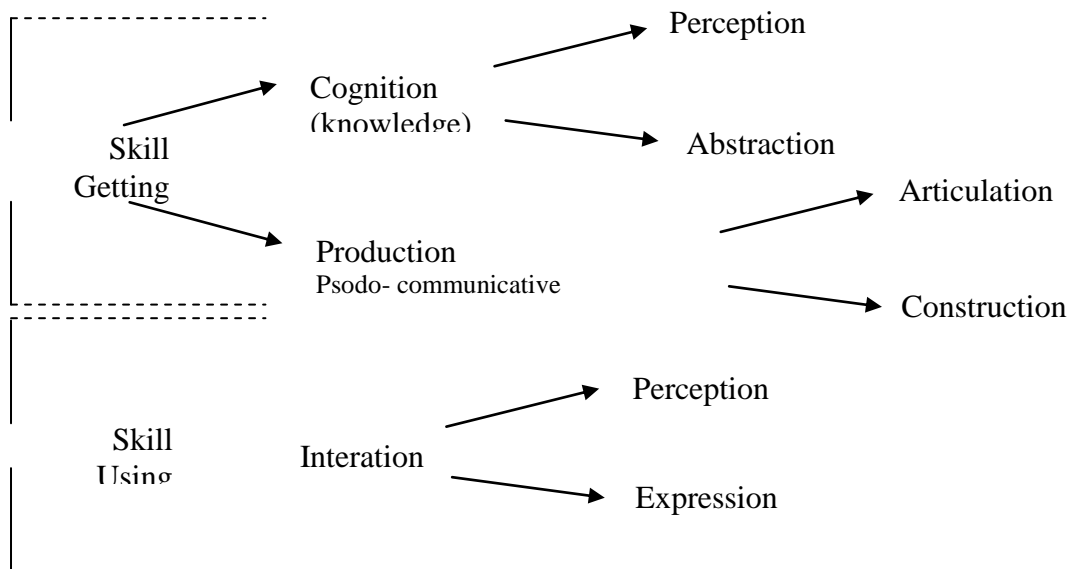 Perception
Cognition
(knowledge)
Abstraction
Skill
Getting
Articulation
Production
Psodo- communicative
Construction
Perception
Skill
Using
Interation
Expression